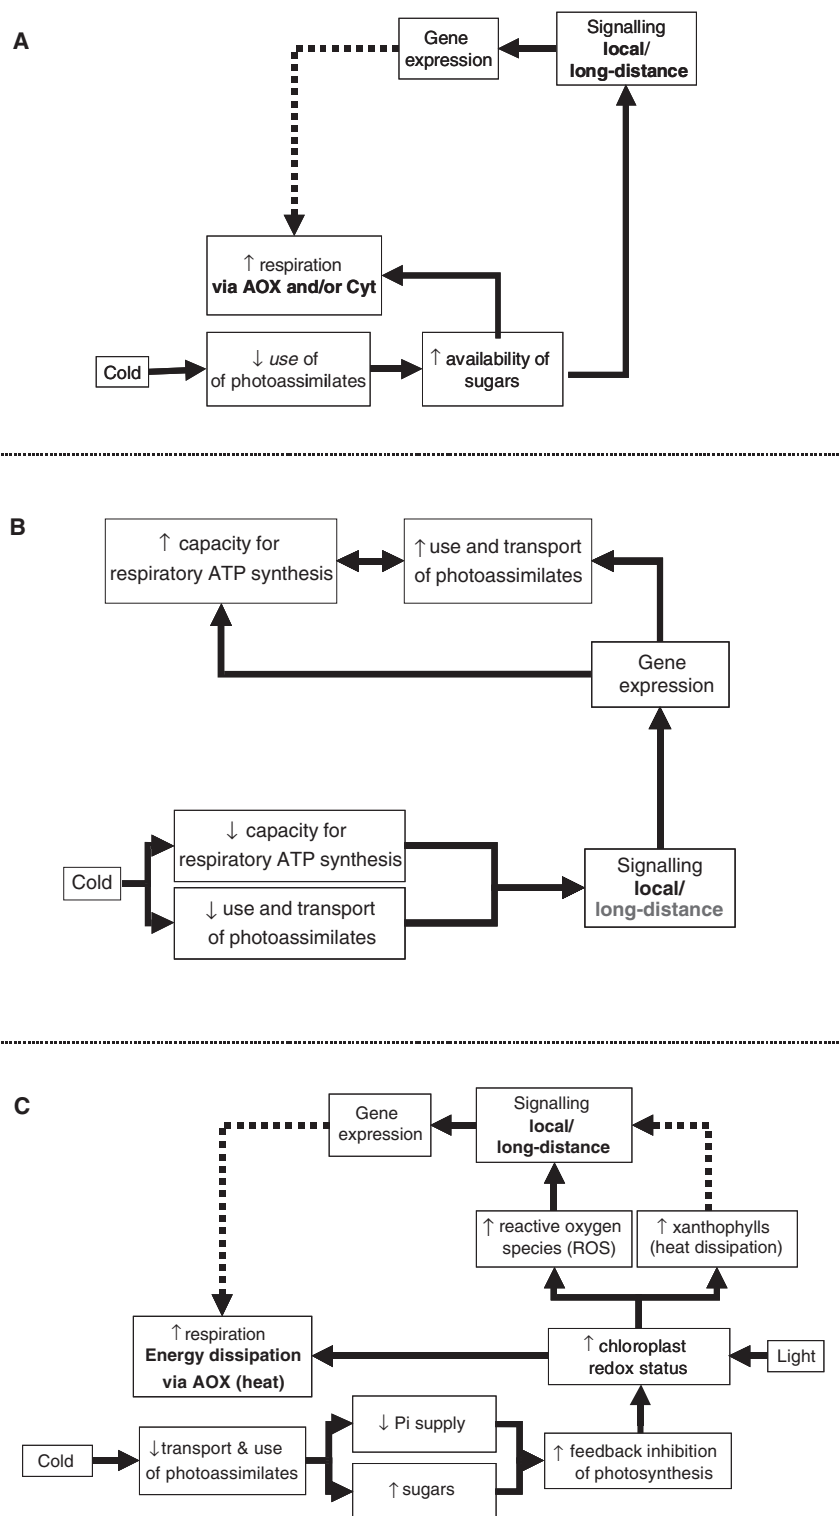 A
Gene
expression
Signalling
local/
long-distance
↑ respiration
via AOX and/or Cyt
Cold
↓ use of
of photoassimilates
↑ availability of
sugars
B
↑ capacity for
respiratory ATP synthesis
↑ use and transport
of photoassimilates
Gene
expression
↓ capacity for
respiratory ATP synthesis
Cold
↓ use and transport
of photoassimilates
Signalling
local/
long-distance
C
Gene
expression
Signalling
local/
long-distance
↑ reactive oxygen
species (ROS)
↑ xanthophylls
(heat dissipation)
↑ respiration
Energy dissipation
via AOX (heat)
↑ chloroplast
redox status
Light
Cold
↓ transport & use
of photoassimilates
↓ Pi supply
↑ sugars
↑ feedback inhibition
of photosynthesis